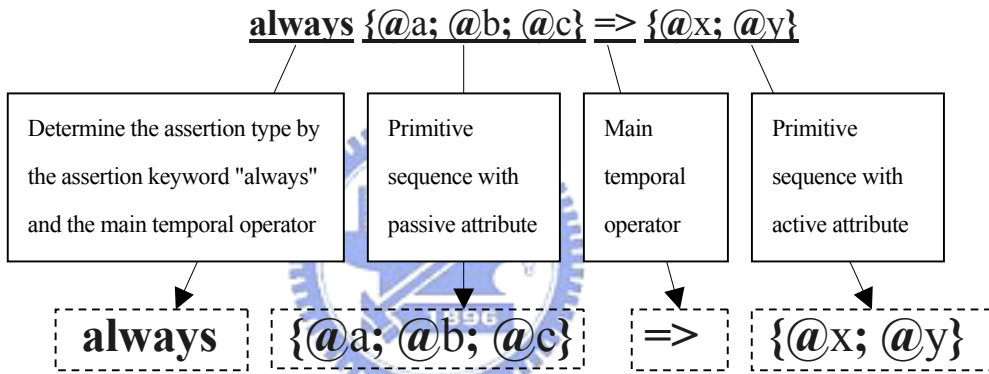 always {@a; @b; @c} => {@x; @y}
Determine the assertion type by
the assertion keyword "always"
and the main temporal operator
Primitive
sequence with
passive attribute
Main
temporal
operator
Primitive
sequence with
active attribute
1896
always {@a; @b; @c} => {@x; @y}